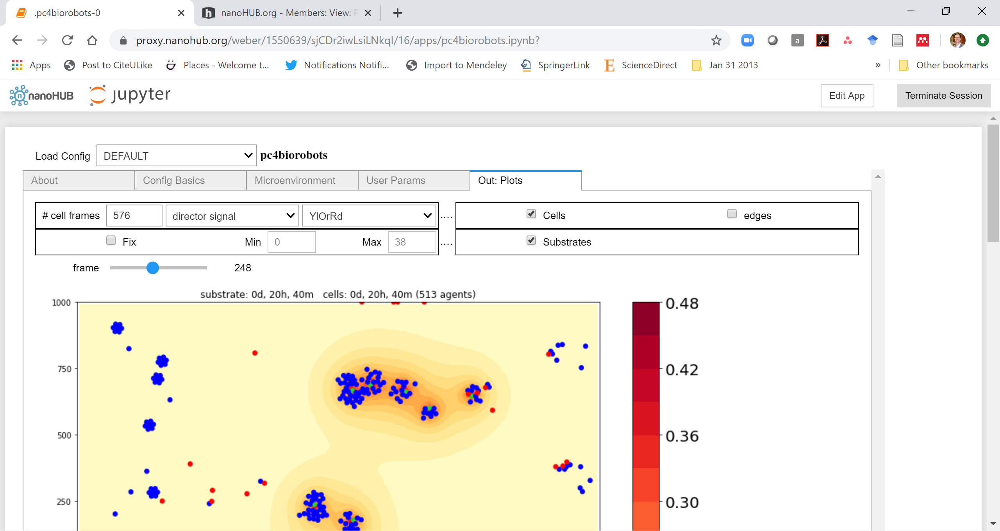 .pc4biorobots-0
nanoHUB.org - Members: View: P
proxy.nanohub.org/weber/1550639/sjCDr2iwLsiLNkqI/16/apps/pc4biorobots.ipynb?
Apps Post to CiteULike Places - Welcome t... Notifications Notifi... Import to Mendeley SpringerLink E ScienceDirect Jan 31 2013 » Other bookmarks
nanoHUB jupyter Edit App Terminate Session
Load Config DEFAULT pc4biorobots
About Config Basics Microenvironment User Params Out: Plots
# cell frames 576 director signal YlOrRd .... Cells edges
Fix Min 0 Max 38 .... Substrates
frame 248
substrate: 0d, 20h, 40m cells: 0d, 20h, 40m (513 agents)
1000
750
500
250
0.48
0.42
0.36
0.30